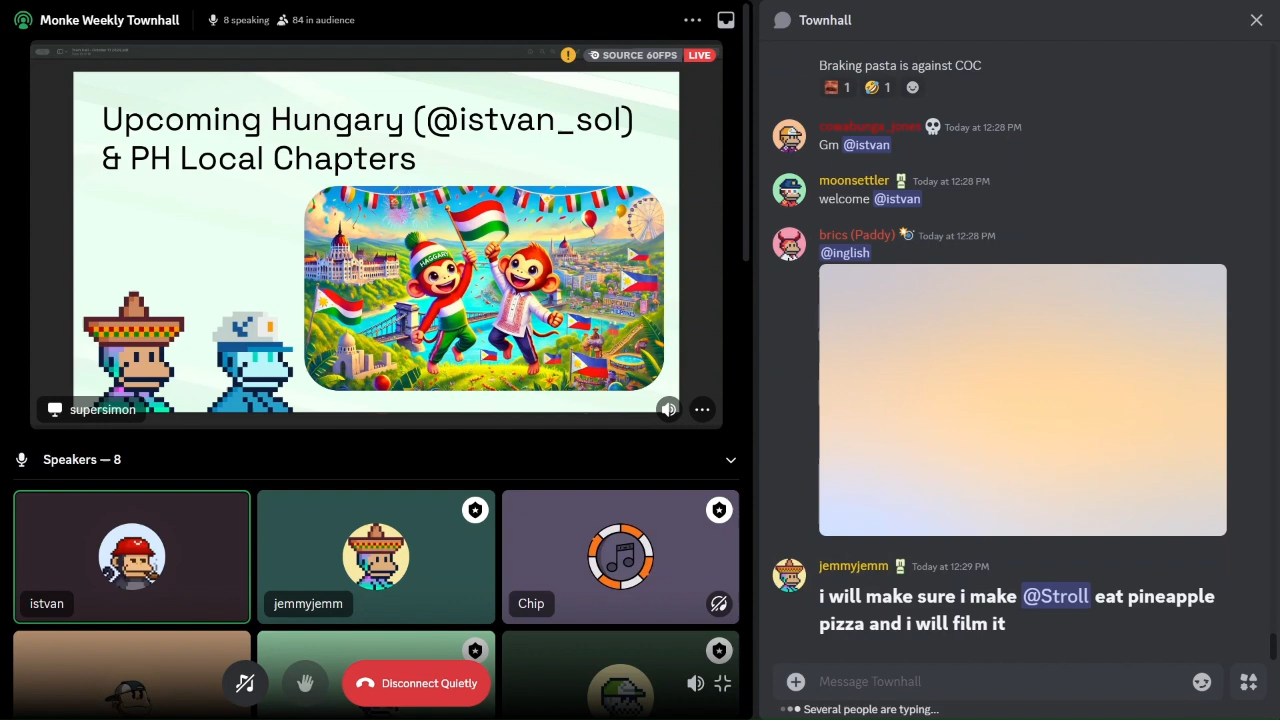 Monke Weekly Townhall
8 speaking
84 in audience
SOURCE 60FPS
LIVE
Upcoming Hungary (@istvan_sol)
& PH Local Chapters
HAGGARY
supersimon
Speakers — 8
istvan
jemmyjemm
Chip
Disconnect Quietly
Townhall
Braking pasta is against COC
1
1
cowabunga_jones Today at 12:28 PM
Gm @istvan
moonsettler Today at 12:28 PM
welcome @istvan
brics (Paddy) Today at 12:28 PM
@inglish
jemmyjemm Today at 12:29 PM
i will make sure i make @Stroll eat pineapple
pizza and i will film it
Message Townhall
Several people are typing...